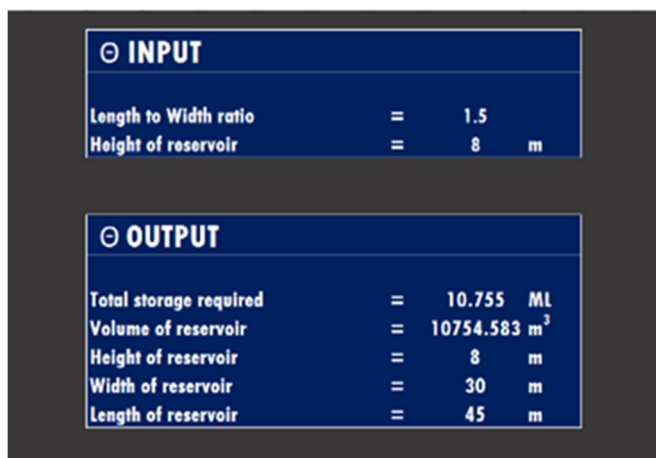 Θ INPUT
Length to Width ratio = 1.5
Height of reservoir = 8 m
Θ OUTPUT
Total storage required = 10.755 ML
Volume of reservoir = 10754.583 m³
Height of reservoir = 8 m
Width of reservoir = 30 m
Length of reservoir = 45 m